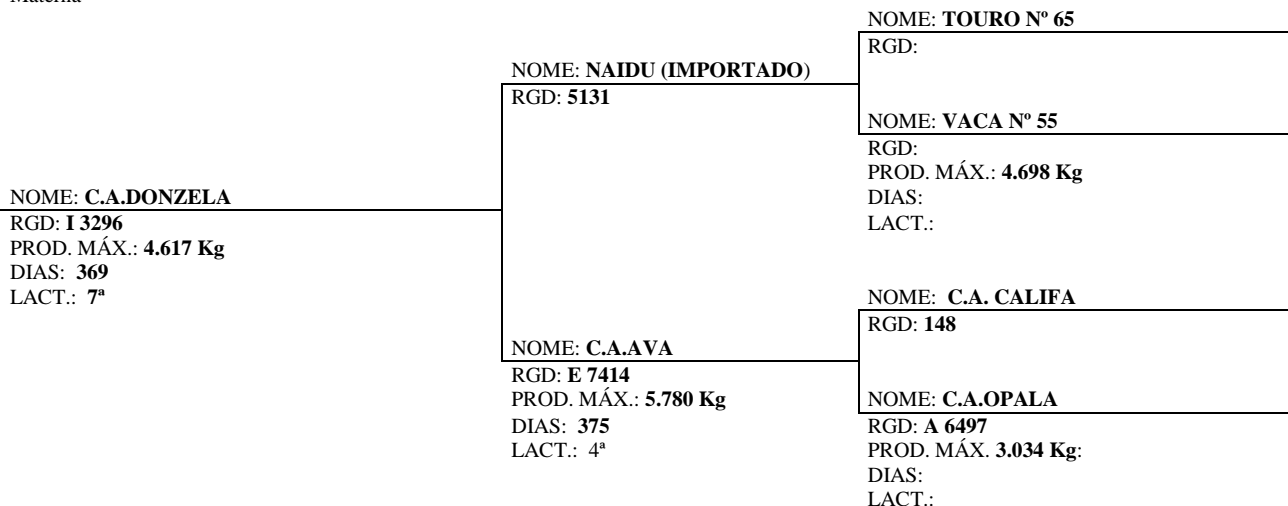 Materna
NOME: C.A.DONZELA
RGD: I 3296
PROD. MÁX.: 4.617 Kg
DIAS: 369
LACT.: 7ª
NOME: NAIDU (IMPORTADO)
RGD: 5131
NOME: C.A.AVA
RGD: E 7414
PROD. MÁX.: 5.780 Kg
DIAS: 375
LACT.: 4ª
NOME: TOURO Nº 65
RGD:
NOME: VACA Nº 55
RGD:
PROD. MÁX.: 4.698 Kg
DIAS:
LACT.:
NOME: C.A. CALIFA
RGD: 148
NOME: C.A.OPALA
RGD: A 6497
PROD. MÁX. 3.034 Kg:
DIAS:
LACT.: